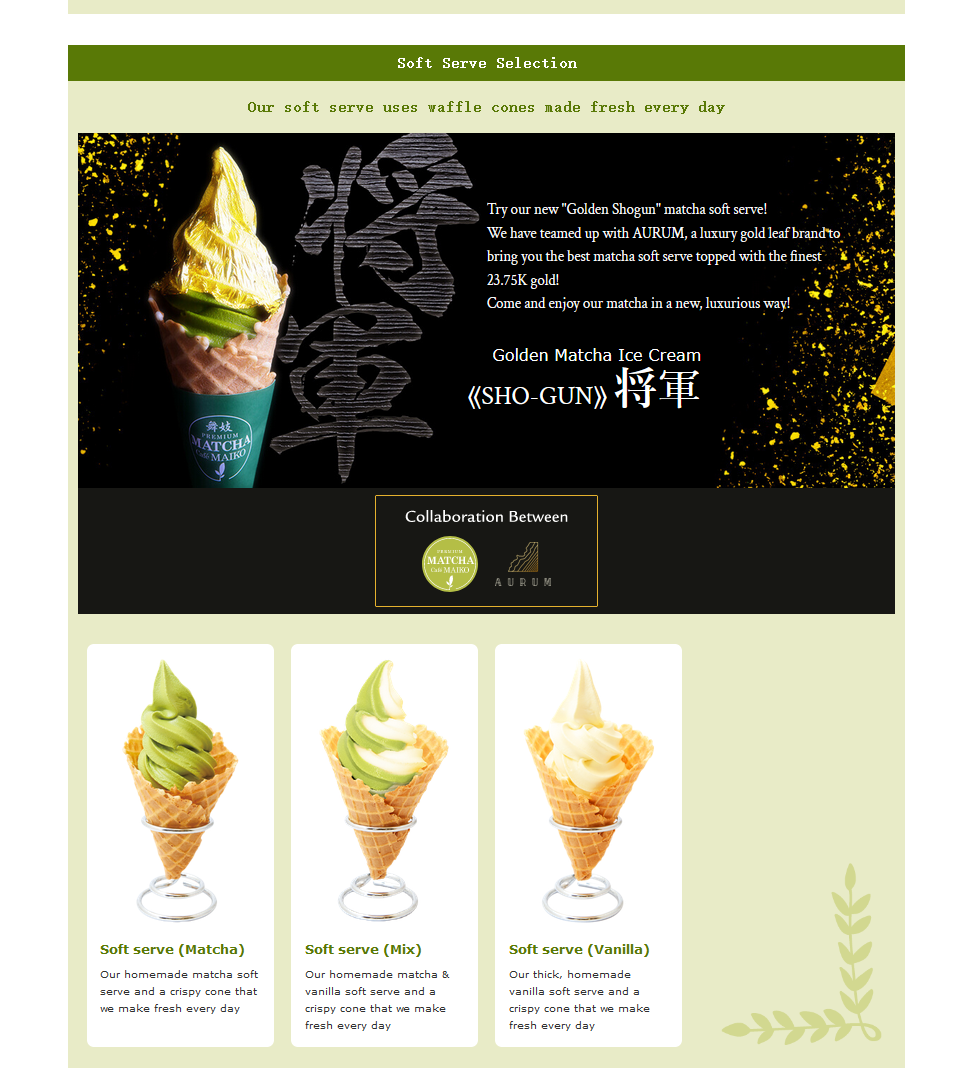 Soft Serve Selection
Our soft serve uses waffle cones made fresh every day
将軍
Try our new "Golden Shogun" matcha soft serve!
We have teamed up with AURUM, a luxury gold leaf brand to
bring you the best matcha soft serve topped with the finest
23.75K gold!
Come and enjoy our matcha in a new, luxurious way!
Golden Matcha Ice Cream
《SHO-GUN》将軍
舞妓
PREMIUM
MATCHA
Café MAIKO
Collaboration Between
PREMIUM
MATCHA
Café MAIKO
AURUM
Soft serve (Matcha)
Our homemade matcha soft
serve and a crispy cone that
we make fresh every day
Soft serve (Mix)
Our homemade matcha &
vanilla soft serve and a
crispy cone that we make
fresh every day
Soft serve (Vanilla)
Our thick, homemade
vanilla soft serve and a
crispy cone that we make
fresh every day